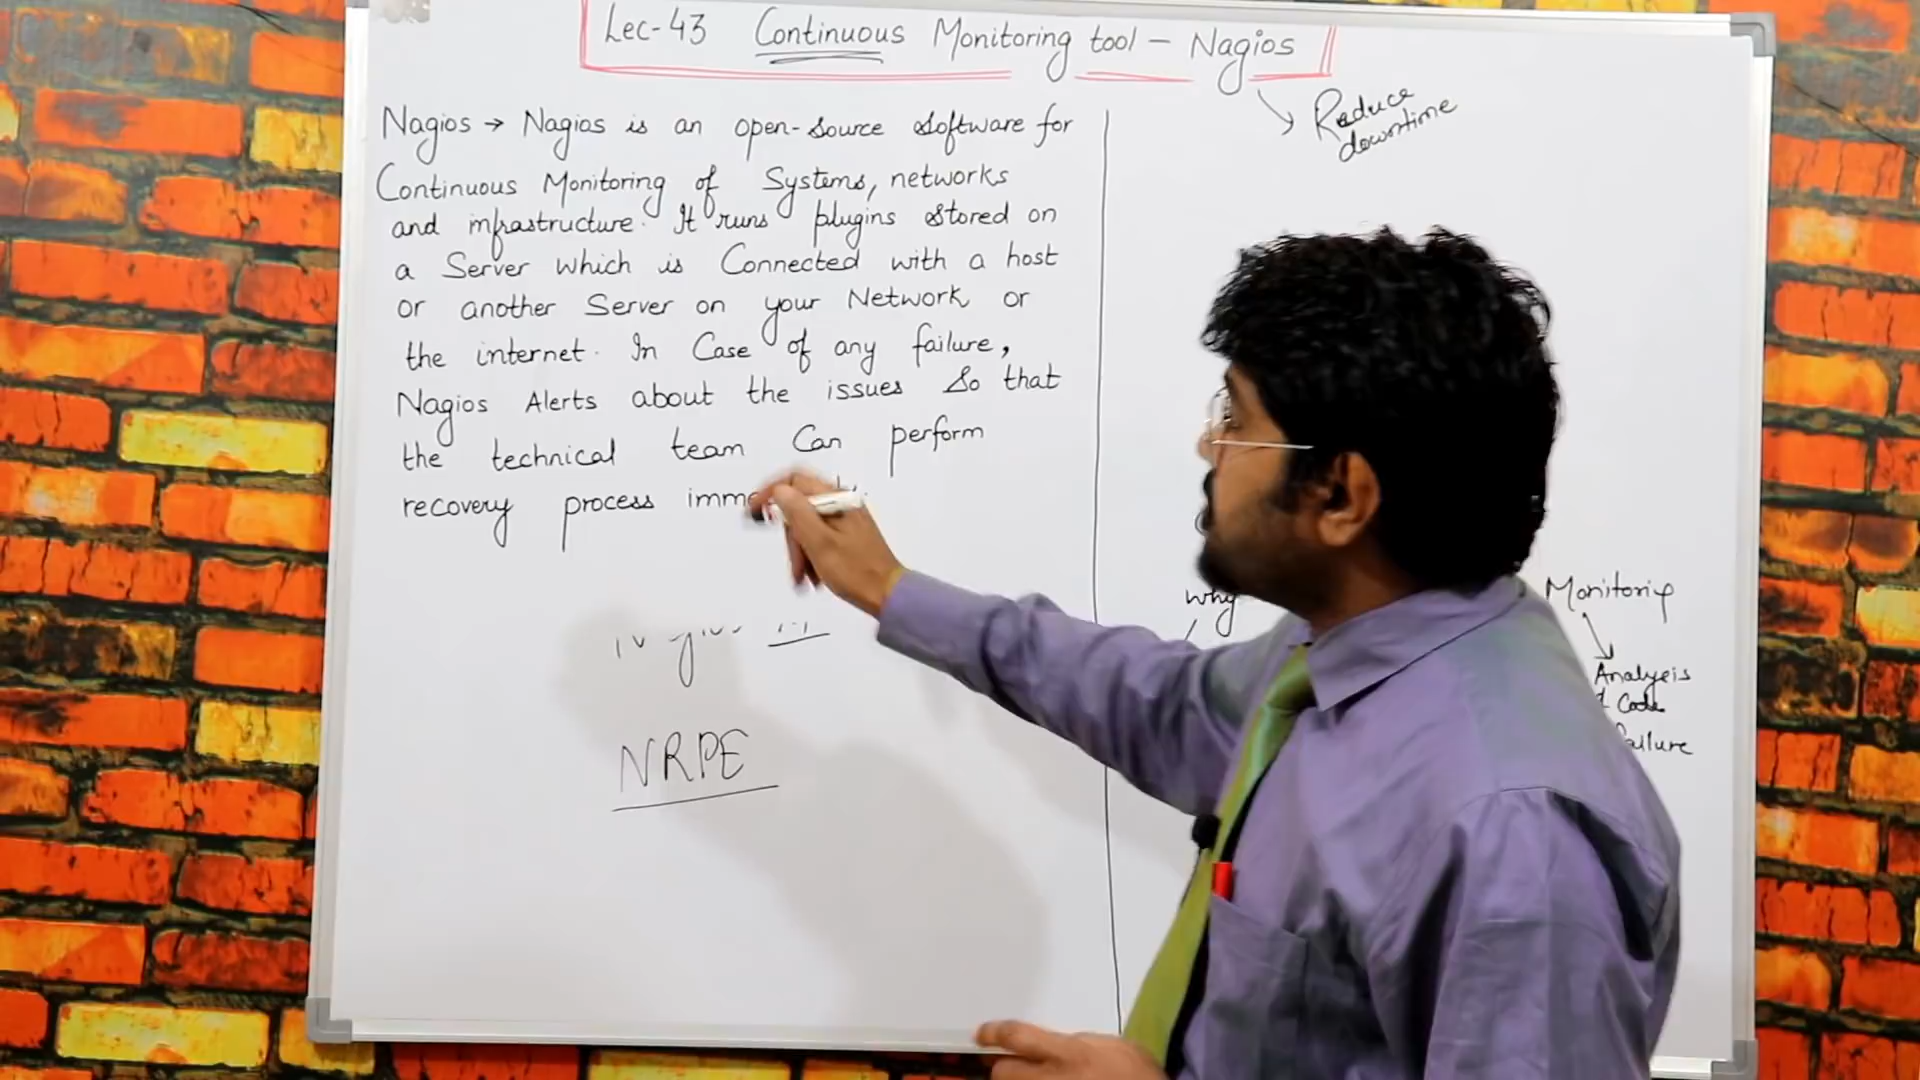 Lec-43 Continuous Monitoring tool - Nagios
Reduce
downtime
Nagios → Nagios is an open-source software for
Continuous Monitoring of Systems, networks
and infrastructure. It runs plugins stored on
a Server which is Connected with a host
or another Server on your Network or
the internet. In Case of any failure,
Nagios Alerts about the issues So that
the technical team Can perform
recovery process
NRPE
why
Monitoring
Analysis
Code